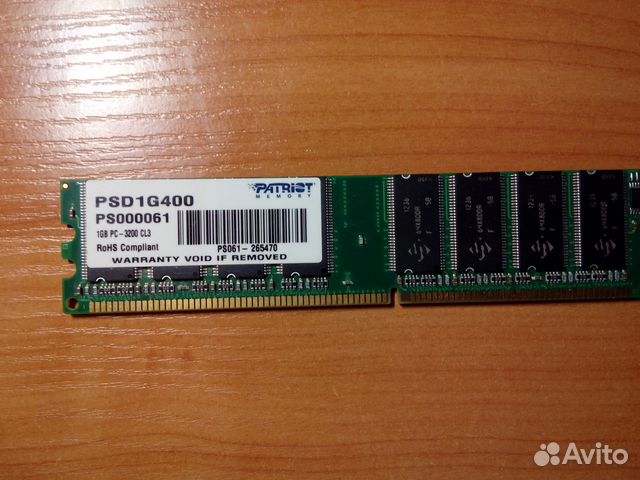 PATRIOT
MEMORY
PSD1G400
PS000061
1GB PC-3200 CL3
RoHS Compliant
PS061-265470
WARRANTY VOID IF REMOVED
Avito